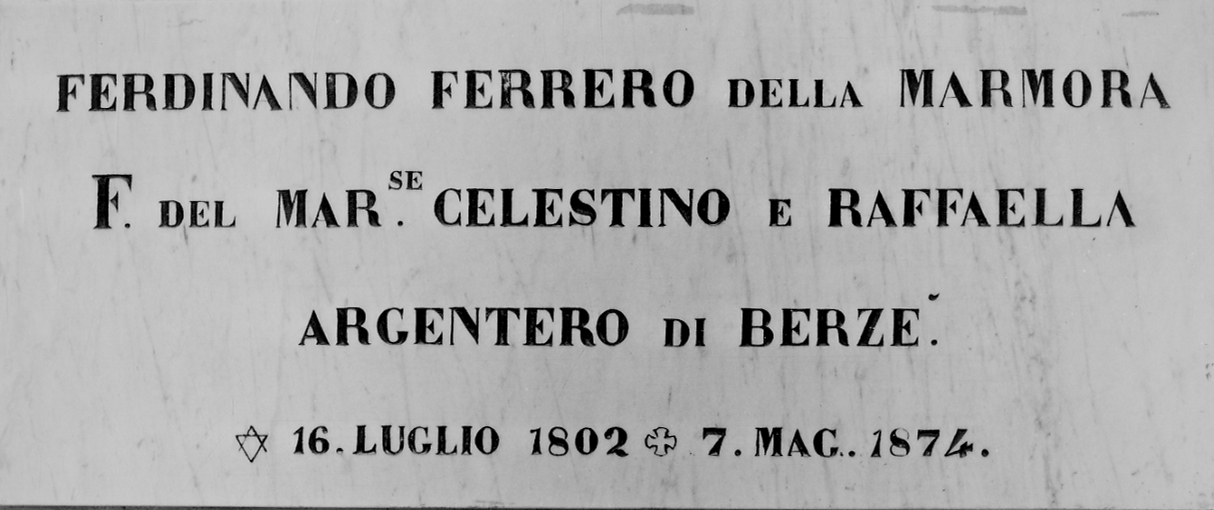 FERDINANDO FERRERO DELLA MARMORA
F. DEL MAR.SE CELESTINO E RAFFAELLA
ARGENTERO DI BERZE˘.
✡ 16. LUGLIO 1802 ✠ 7. MAG.. 1874.